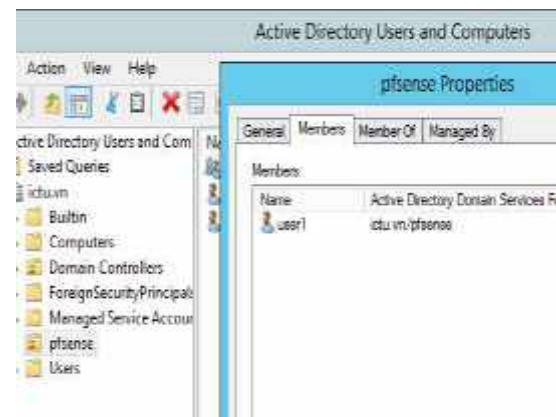 Active Directory Users and Computers
Action View Help
pfsense Properties
General Members Member Of Managed By
ctive Directory Users and Com
Saved Queries
ictu.vn
Builtin
Computers
Domain Controllers
ForeignSecurityPrincipals
Managed Service Accour
pfsense
Users
Members:
Name Active Directory Domain Services F
user1 ictu.vn/pfsense